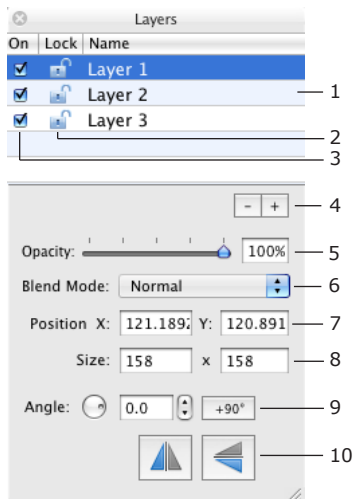 Layers
On Lock Name
Layer 1
Layer 2 1
Layer 3
2
3
- + 4
Opacity: 100% 5
Blend Mode: Normal 6
Position X: 121.1892 Y: 120.891 7
Size: 158 x 158 8
Angle: 0.0 +90° 9
10